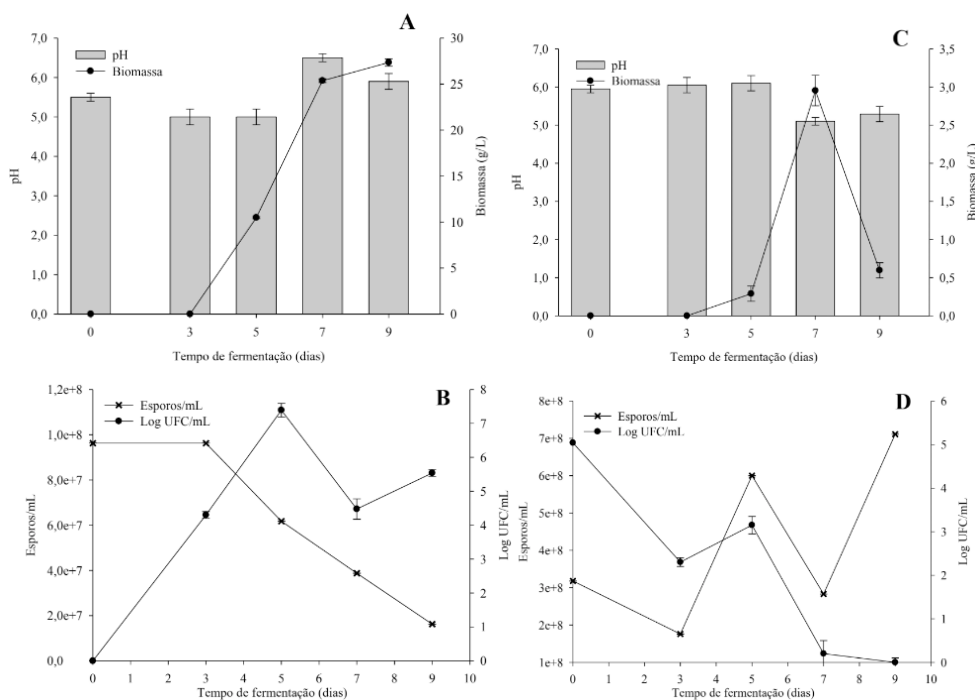 A
7,0
6,0
5,0
4,0
3,0
2,0
1,0
0,0
pH
pH
Biomassa
30
25
20
15
10
5
0
Biomassa (g/L)
0 3 5 7 9
Tempo de fermentação (dias)
C
7,0
6,0
5,0
4,0
3,0
2,0
1,0
0,0
pH
pH
Biomassa
3,5
3,0
2,5
2,0
1,5
1,0
0,5
0,0
Biomassa (g/L)
0 3 5 7 9
Tempo de fermentação (dias)
B
1,2e+8
1,0e+8
8,0e+7
6,0e+7
4,0e+7
2,0e+7
0,0
Esporos/mL
Esporos/mL
Log UFC/mL
8
7
6
5
4
3
2
1
0
Log UFC/mL
0 1 2 3 4 5 6 7 8 9 10
Tempo de fermentação (dias)
D
8e+8
7e+8
6e+8
5e+8
4e+8
3e+8
2e+8
1e+8
Esporos/mL
Esporos/mL
Log UFC/mL
6
5
4
3
2
1
0
Log UFC/mL
0 1 2 3 4 5 6 7 8 9 10
Tempo de fermentação (dias)